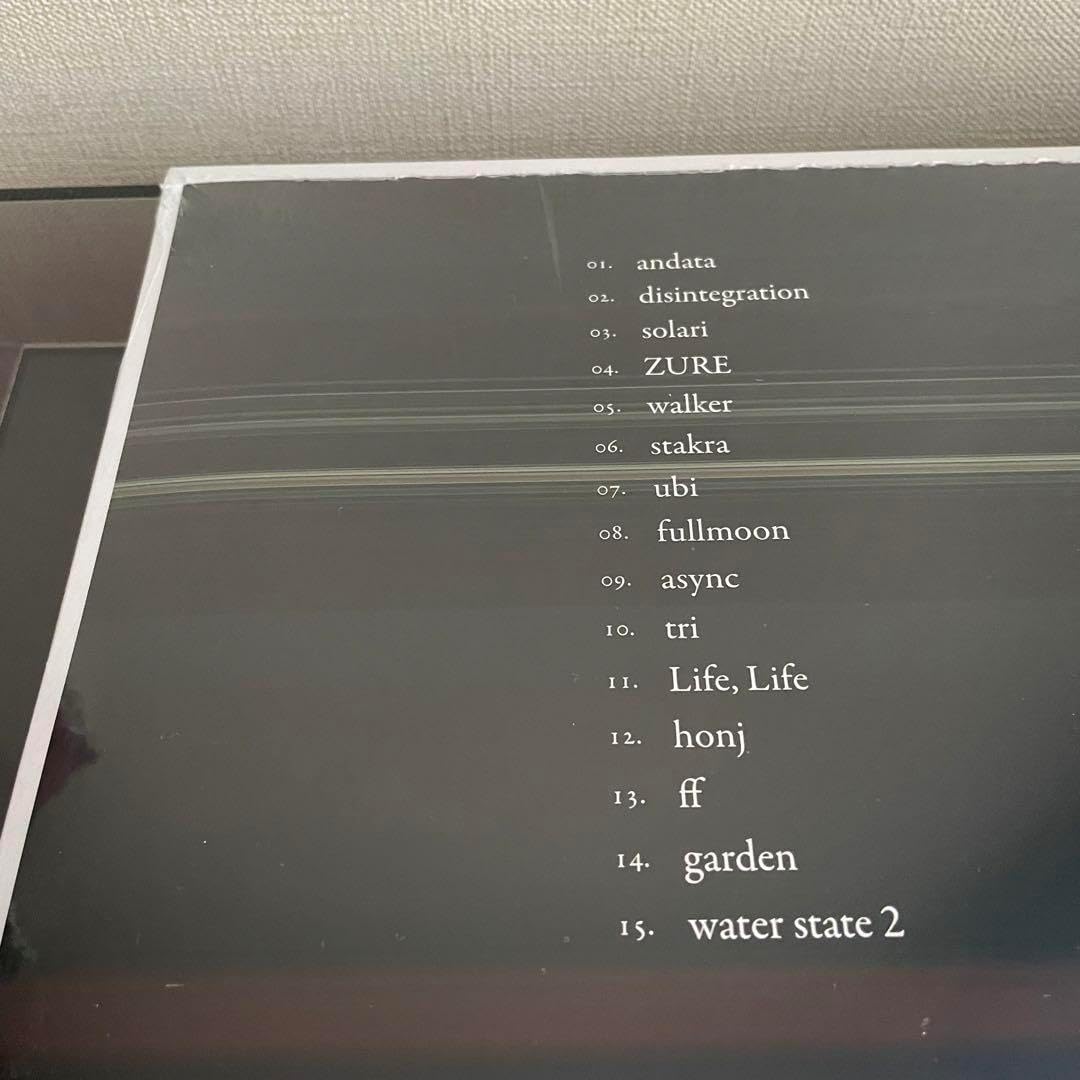 01. andata
02. disintegration
03. solari
04. ZURE
05. walker
06. stakra
07. ubi
08. fullmoon
09. async
10. tri
11. Life, Life
12. honj
13. ff
14. garden
15. water state 2